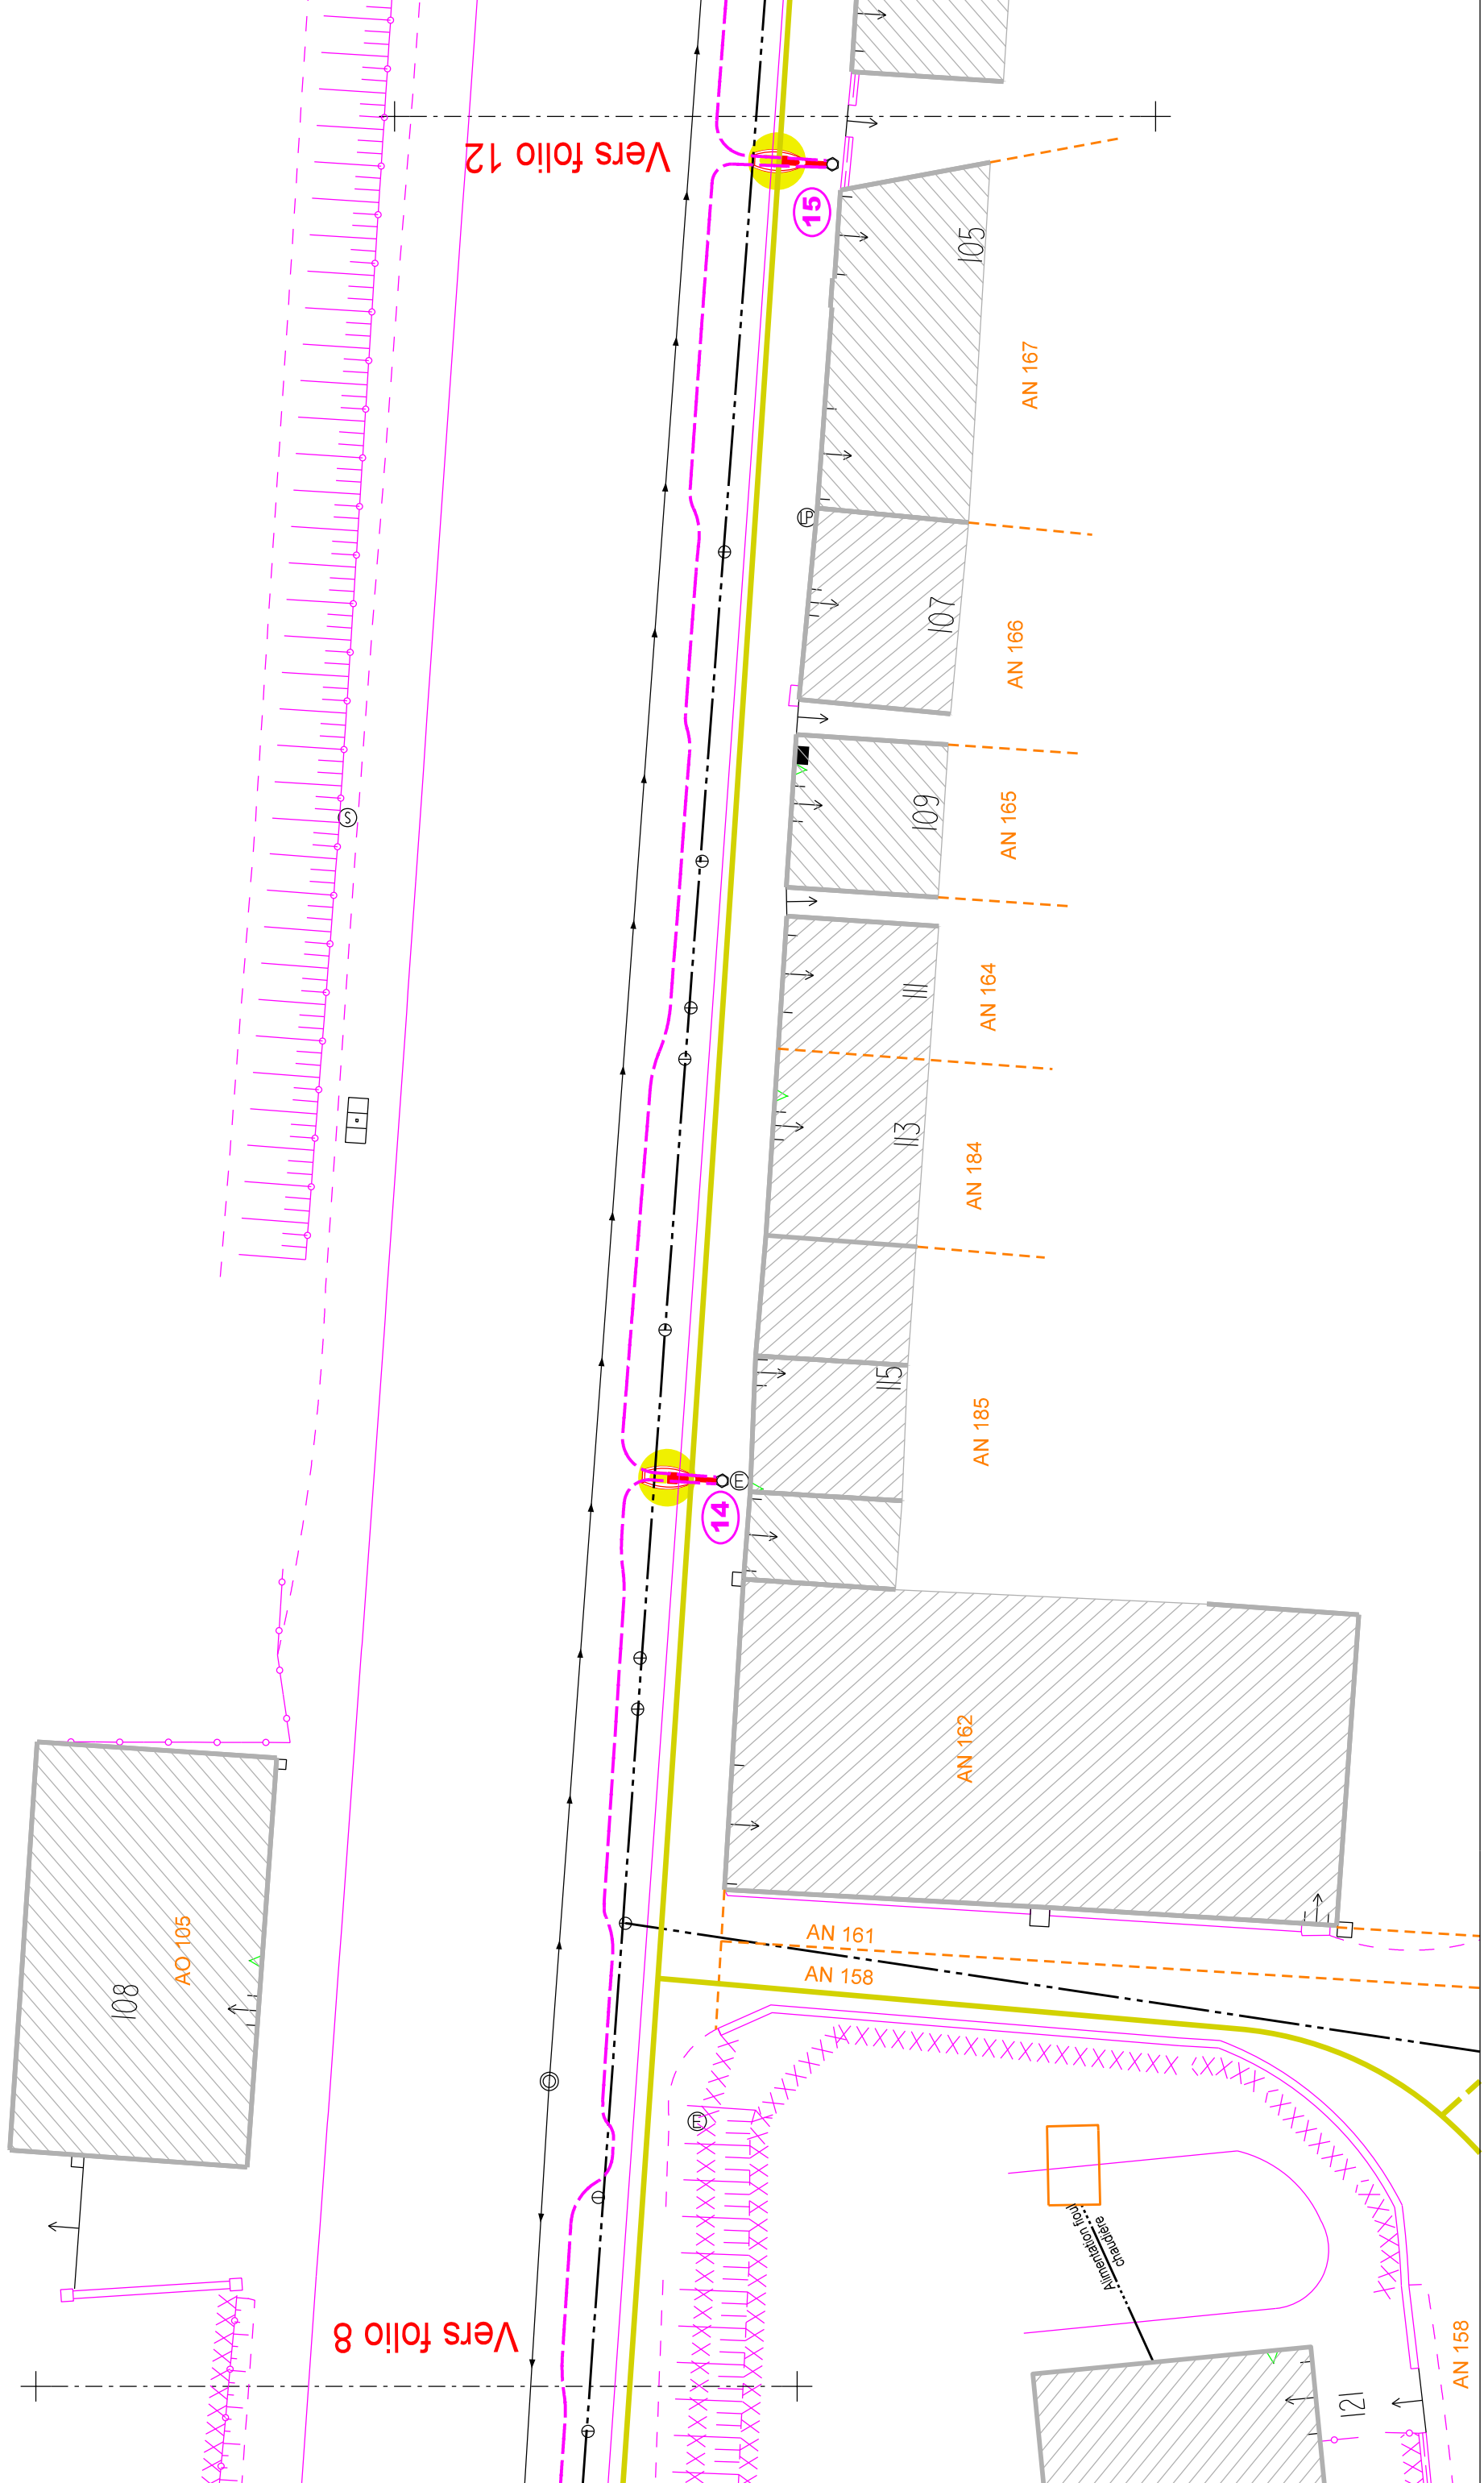 Vers folio 12
15
105
AN 167
LP
107
AN 166
109
AN 165
S
111
AN 164
113
AN 184
115
AN 185
E
14
AN 162
AO 105
108
AN 161
AN 158
E
Alimentation fioul
chaudière
Vers folio 8
121
AN 158